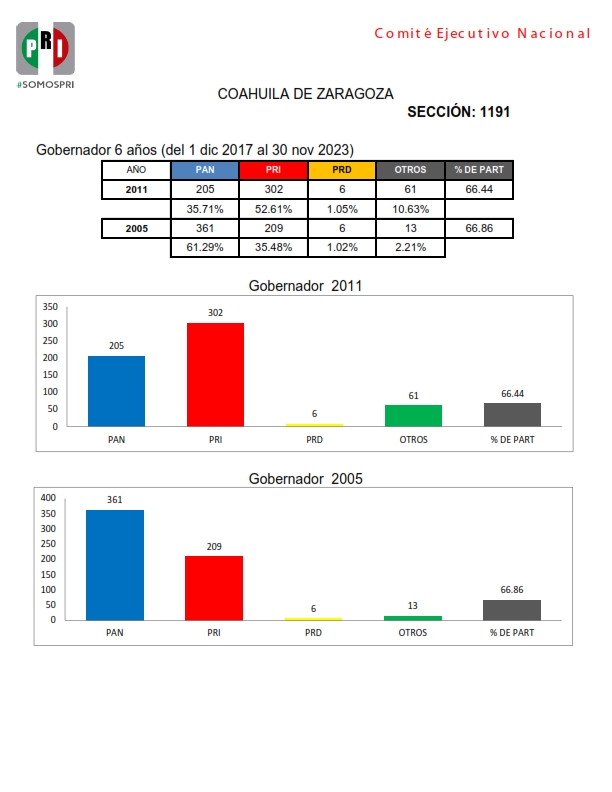 PRI
#SOMOSPRI
Comité Ejecutivo Nacional
COAHUILA DE ZARAGOZA
SECCIÓN: 1191
Gobernador 6 años (del 1 dic 2017 al 30 nov 2023)
AÑO PAN PRI PRD OTROS % DE PART
2011 205 302 6 61 66.44
35.71% 52.61% 1.05% 10.63%
2005 361 209 6 13 66.86
61.29% 35.48% 1.02% 2.21%
Gobernador 2011
350
300
250
200
150
100
50
0
205
302
6
61
66.44
PAN PRI PRD OTROS % DE PART
Gobernador 2005
400
350
300
250
200
150
100
50
0
361
209
6
13
66.86
PAN PRI PRD OTROS % DE PART